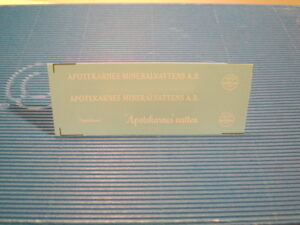 APOTEKARNES MINERALVATTENS A.B.
APOTEKARNES MINERALVATTENS A.B.
"Apotekarnes" vatten